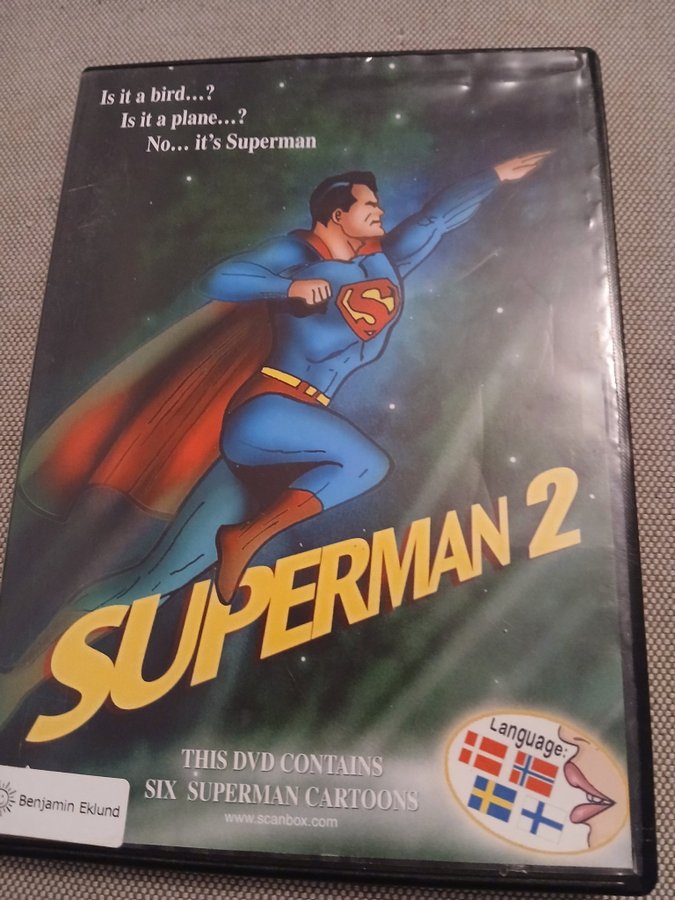 Is it a bird...?
Is it a plane...?
No... it's Superman
S
SUPERMAN 2
Language:
THIS DVD CONTAINS
SIX SUPERMAN CARTOONS
www.scanbox.com
Benjamin Eklund